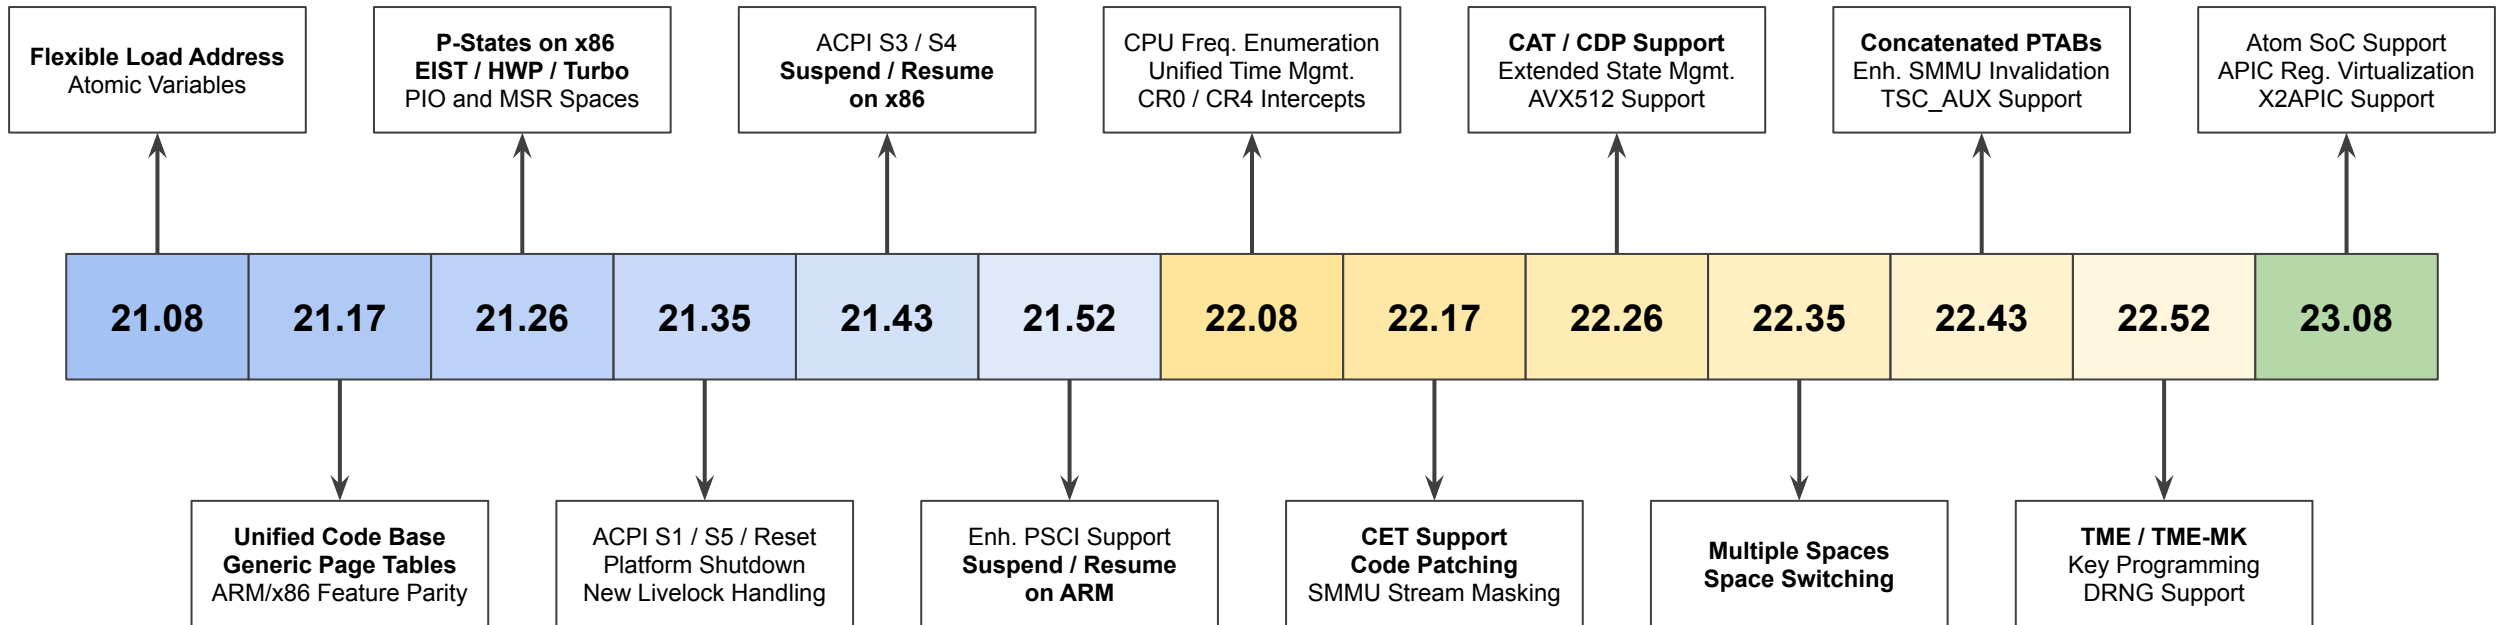 Flexible Load Address
Atomic Variables
P-States on x86
EIST / HWP / Turbo
PIO and MSR Spaces
ACPI S3 / S4
Suspend / Resume
on x86
CPU Freq. Enumeration
Unified Time Mgmt.
CR0 / CR4 Intercepts
CAT / CDP Support
Extended State Mgmt.
AVX512 Support
Concatenated PTABs
Enh. SMMU Invalidation
TSC_AUX Support
Atom SoC Support
APIC Reg. Virtualization
X2APIC Support
21.08
21.17
21.26
21.35
21.43
21.52
22.08
22.17
22.26
22.35
22.43
22.52
23.08
Unified Code Base
Generic Page Tables
ARM/x86 Feature Parity
ACPI S1 / S5 / Reset
Platform Shutdown
New Livelock Handling
Enh. PSCI Support
Suspend / Resume
on ARM
CET Support
Code Patching
SMMU Stream Masking
Multiple Spaces
Space Switching
TME / TME-MK
Key Programming
DRNG Support